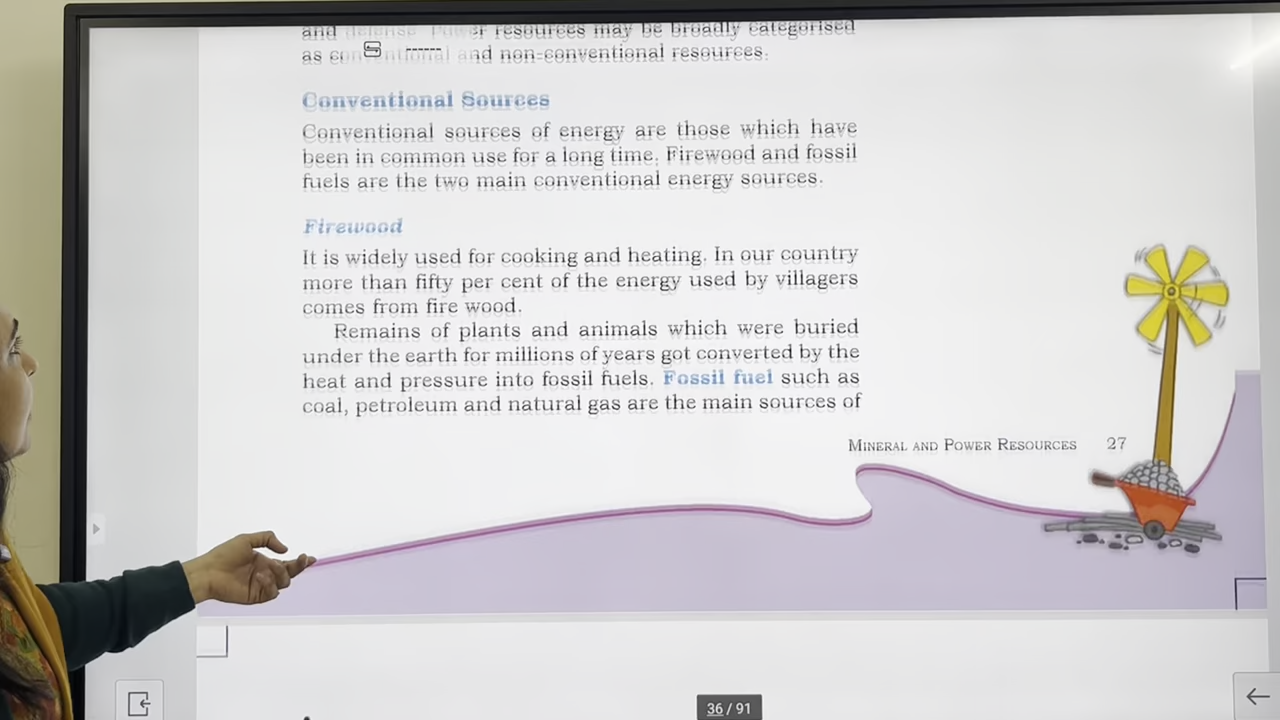 and defense. Power resources may be broadly categorised
as conventional and non-conventional resources.
Conventional Sources
Conventional sources of energy are those which have
been in common use for a long time. Firewood and fossil
fuels are the two main conventional energy sources.
Firewood
It is widely used for cooking and heating. In our country
more than fifty per cent of the energy used by villagers
comes from fire wood.
Remains of plants and animals which were buried
under the earth for millions of years got converted by the
heat and pressure into fossil fuels. Fossil fuel such as
coal, petroleum and natural gas are the main sources of
Mineral and Power Resources 27
36 / 91